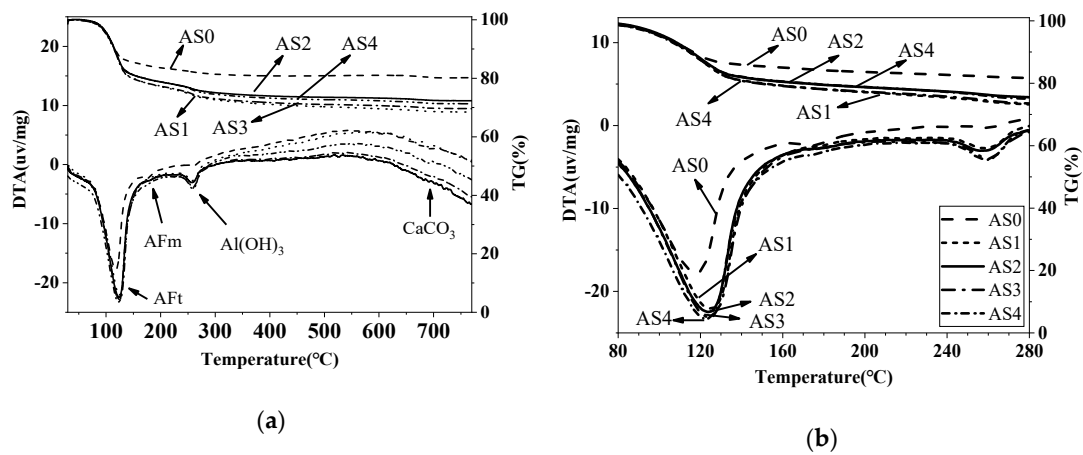 20
10
0
-10
-20
DTA(uv/mg)
100
80
60
40
20
0
TG(%)
AS0
AS2
AS4
AS1
AS3
AFm
Al(OH)3
CaCO3
AFt
100 200 300 400 500 600 700
Temperature(℃)
(a)
10
0
-10
-20
DTA(uv/mg)
100
80
60
40
20
0
TG(%)
AS0
AS2
AS4
AS4
AS1
AS0
AS1
AS2
AS4
AS3
AS0
AS1
AS2
AS3
AS4
80 120 160 200 240 280
Temperature(℃)
(b)